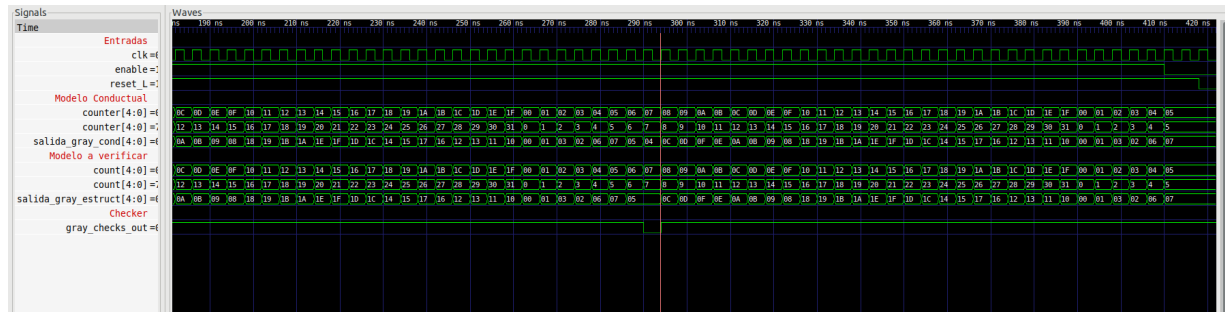 Signals Waves
Time ns 190 ns 200 ns 210 ns 220 ns 230 ns 240 ns 250 ns 260 ns 270 ns 280 ns 290 ns 300 ns 310 ns 320 ns 330 ns 340 ns 350 ns 360 ns 370 ns 380 ns 390 ns 400 ns 410 ns 420 ns
Entradas
clk =
enable =
reset_L =
Modelo Conductual
counter[4:0] = 0C 0D 0E 0F 10 11 12 13 14 15 16 17 18 19 1A 1B 1C 1D 1E 1F 00 01 02 03 04 05 06 07 08 09 0A 0B 0C 0D 0E 0F 10 11 12 13 14 15 16 17 18 19 1A 1B 1C 1D 1E 1F 00 01 02 03 04 05
counter[4:0] =7 12 13 14 15 16 17 18 19 20 21 22 23 24 25 26 27 28 29 30 31 0 1 2 3 4 5 6 7 8 9 10 11 12 13 14 15 16 17 18 19 20 21 22 23 24 25 26 27 28 29 30 31 0 1 2 3 4 5
salida_gray_cond[4:0] = 0A 0B 09 08 18 19 1B 1A 1E 1F 1D 1C 14 15 17 16 12 13 11 10 00 01 03 02 06 07 05 04 0C 0D 0F 0E 0A 0B 09 08 18 19 1B 1A 1E 1F 1D 1C 14 15 17 16 12 13 11 10 00 01 03 02 06 07
Modelo a verificar
count[4:0] = 0C 0D 0E 0F 10 11 12 13 14 15 16 17 18 19 1A 1B 1C 1D 1E 1F 00 01 02 03 04 05 06 07 08 09 0A 0B 0C 0D 0E 0F 10 11 12 13 14 15 16 17 18 19 1A 1B 1C 1D 1E 1F 00 01 02 03 04 05
count[4:0] =7 12 13 14 15 16 17 18 19 20 21 22 23 24 25 26 27 28 29 30 31 0 1 2 3 4 5 6 7 8 9 10 11 12 13 14 15 16 17 18 19 20 21 22 23 24 25 26 27 28 29 30 31 0 1 2 3 4 5
salida_gray_estruct[4:0] = 0A 0B 09 08 18 19 1B 1A 1E 1F 1D 1C 14 15 17 16 12 13 11 10 00 01 03 02 06 07 05 0C 0D 0F 0E 0A 0B 09 08 18 19 1B 1A 1E 1F 1D 1C 14 15 17 16 12 13 11 10 00 01 03 02 06 07
Checker
gray_checks_out =